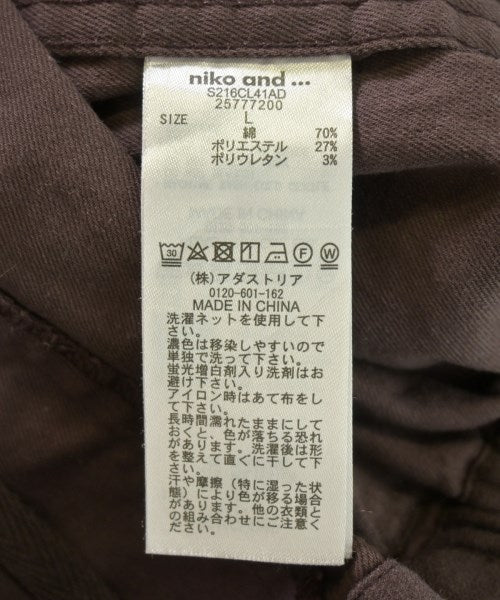 niko and ...
S216CL41AD
25777200
SIZE L
綿 70%
ポリエステル 27%
ポリウレタン 3%
30
F
W
(株)アダストリア
0120-601-162
MADE IN CHINA
洗濯ネットを使用して下
さい。
濃色は移染しやすいので
単独で洗って下さい。
蛍光増白剤入り洗剤はお
避け下さい。
アイロン時はあて布をし
て下さい。
長時間濡れたままにして
おくと、色が落ちる恐れ
があります。洗濯後は形
を整えて直ぐに干して下
さい。
汗や摩擦(特に湿った状
態)により色が移る場合
があります。他の衣類と
の組み合わせにご注意く
ださい。